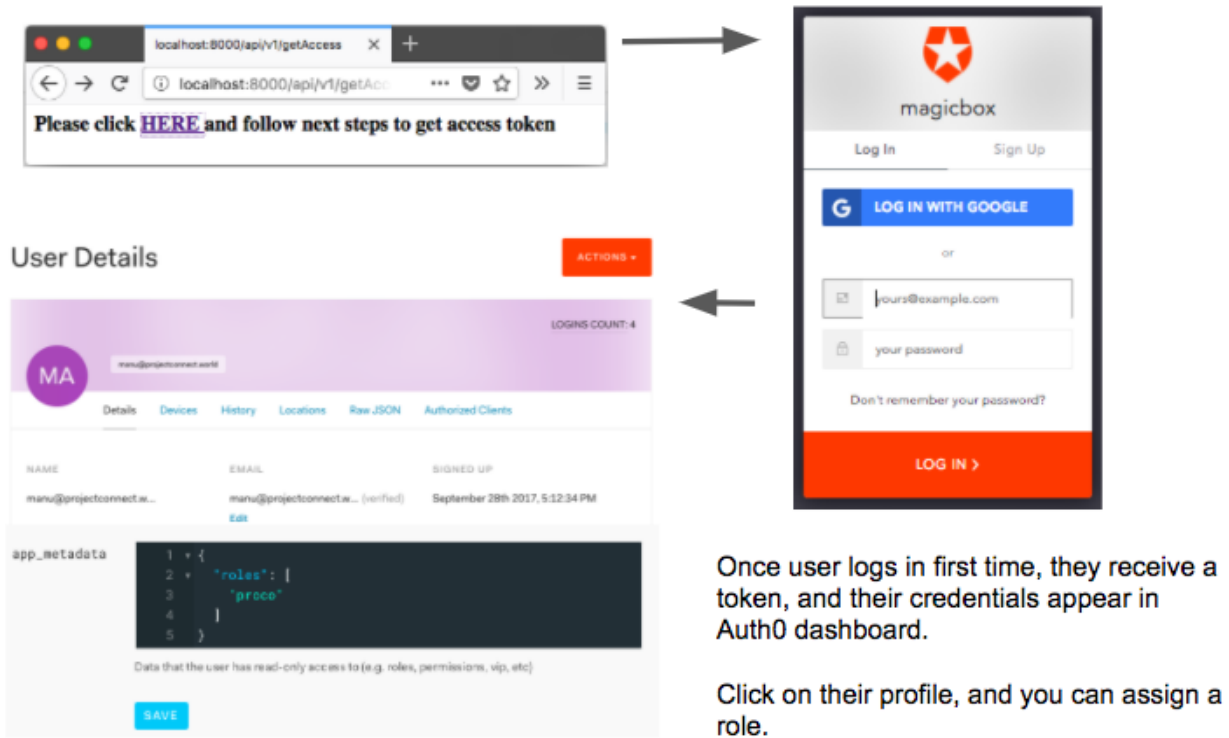 localhost:8000/api/v1/getAccess
localhost:8000/api/v1/getAcc
Please click HERE and follow next steps to get access token
magicbox
Log In Sign Up
G LOG IN WITH GOOGLE
or
yours@example.com
your password
Don't remember your password?
LOG IN >
User Details
ACTIONS
LOGINS COUNT: 4
MA
manu@projectconnect.world
Details Devices History Locations Raw JSON Authorized Clients
NAME EMAIL SIGNED UP
manu@projectconnect.w... manu@projectconnect.w... (verified) September 28th 2017, 5:12:34 PM
Edit
app_metadata
1 {
2 "roles": [
3 "proco"
4 ]
5 }
Data that the user has read-only access to (e.g. roles, permissions, vip, etc)
SAVE
Once user logs in first time, they receive a
token, and their credentials appear in
Auth0 dashboard.
Click on their profile, and you can assign a
role.